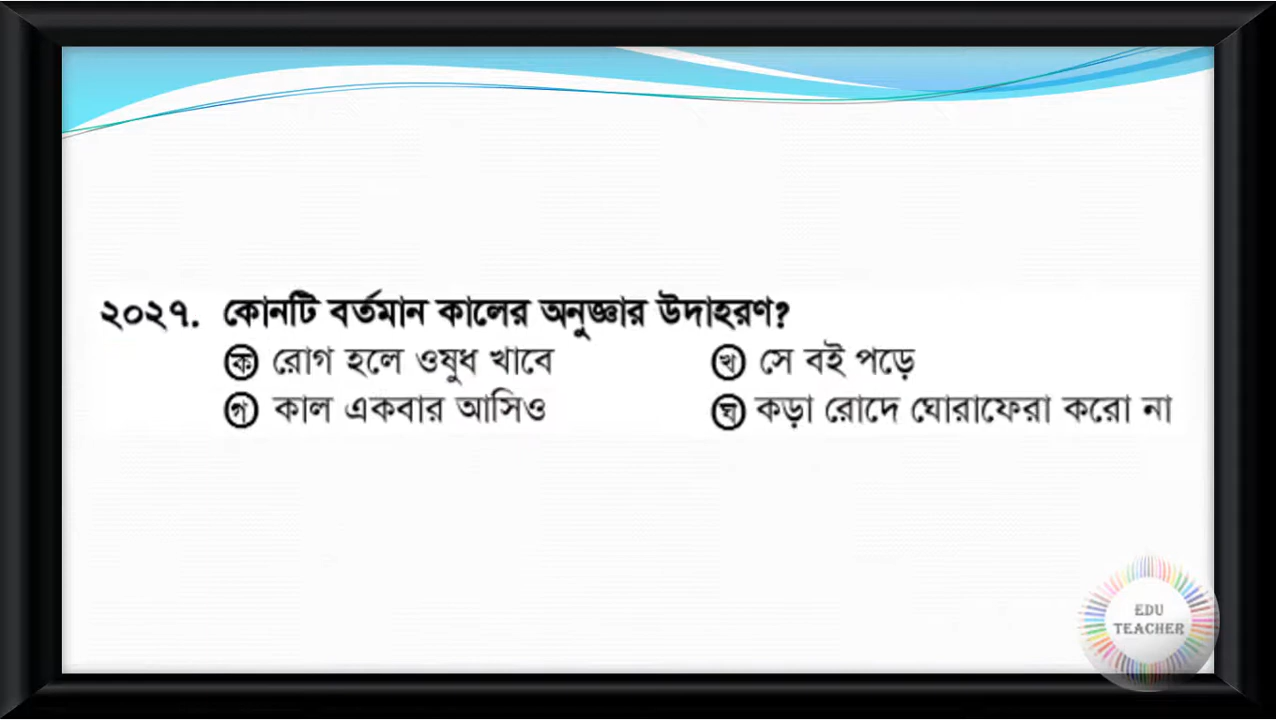 ২০২৭. কোনটি বর্তমান কালের অনুজ্ঞার উদাহরণ?
ক রোগ হলে ওষুধ খাবে খ সে বই পড়ে
গ কাল একবার আসিও ঘ কড়া রোদে ঘোরাফেরা করো না
EDU
TEACHER